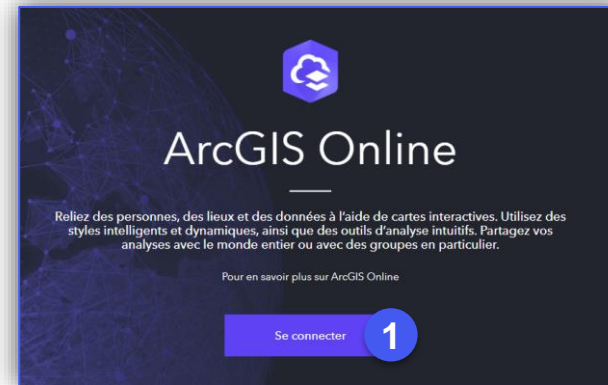 ArcGIS Online
Reliez des personnes, des lieux et des données à l'aide de cartes interactives. Utilisez des
styles intelligents et dynamiques, ainsi que des outils d'analyse intuitifs. Partagez vos
analyses avec le monde entier ou avec des groupes en particulier.
Pour en savoir plus sur ArcGIS Online
Se connecter 1